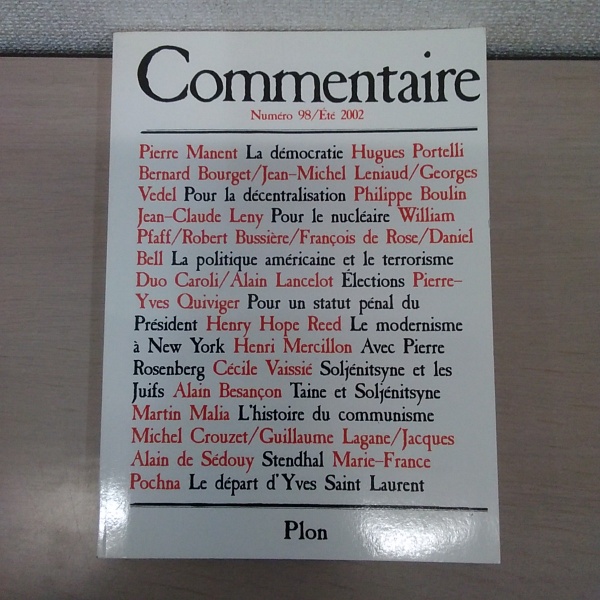 Commentaire
Numéro 98/Été 2002
Pierre Manent La démocratie Hugues Portelli
Bernard Bourget/Jean-Michel Leniaud/Georges
Vedel Pour la décentralisation Philippe Boulin
Jean-Claude Leny Pour le nucléaire William
Pfaff/Robert Bussière/François de Rose/Daniel
Bell La politique américaine et le terrorisme
Duo Caroli/Alain Lancelot Élections Pierre-
Yves Quiviger Pour un statut pénal du
Président Henry Hope Reed Le modernisme
à New York Henri Mercillon Avec Pierre
Rosenberg Cécile Vaissié Soljénitsyne et les
Juifs Alain Besançon Taine et Soljénitsyne
Martin Malia L'histoire du communisme
Michel Crouzet/Guillaume Lagane/Jacques
Alain de Sédouy Stendhal Marie-France
Pochna Le départ d'Yves Saint Laurent
Plon